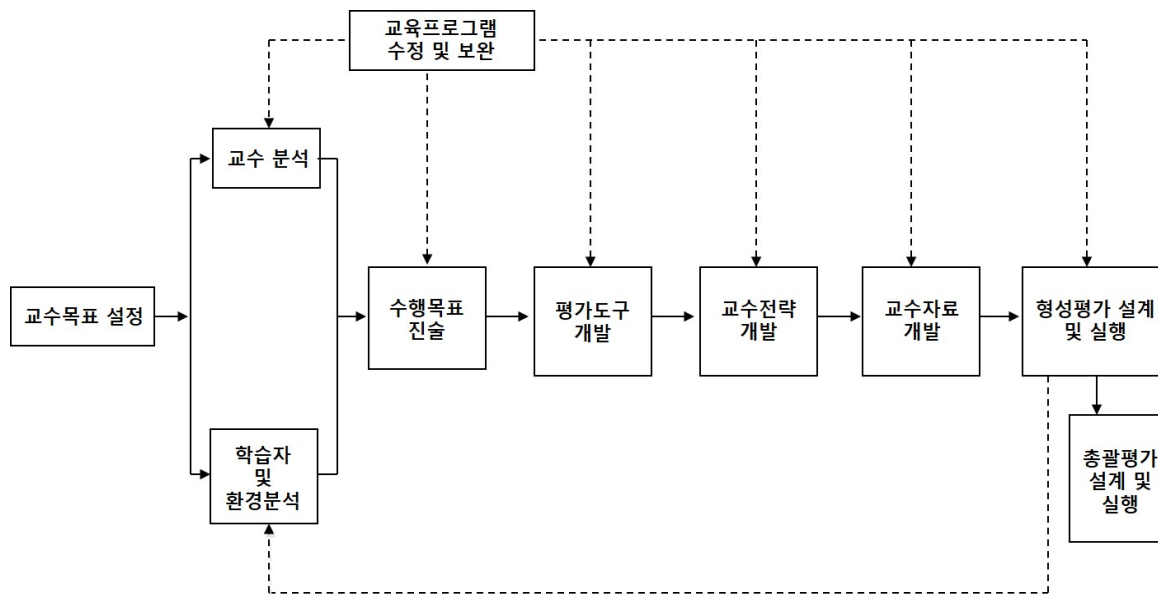 교육프로그램
수정 및 보완
교수 분석
교수목표 설정
학습자
및
환경분석
수행목표
진술
평가도구
개발
교수전략
개발
교수자료
개발
형성평가 설계
및 실행
총괄평가
설계 및
실행